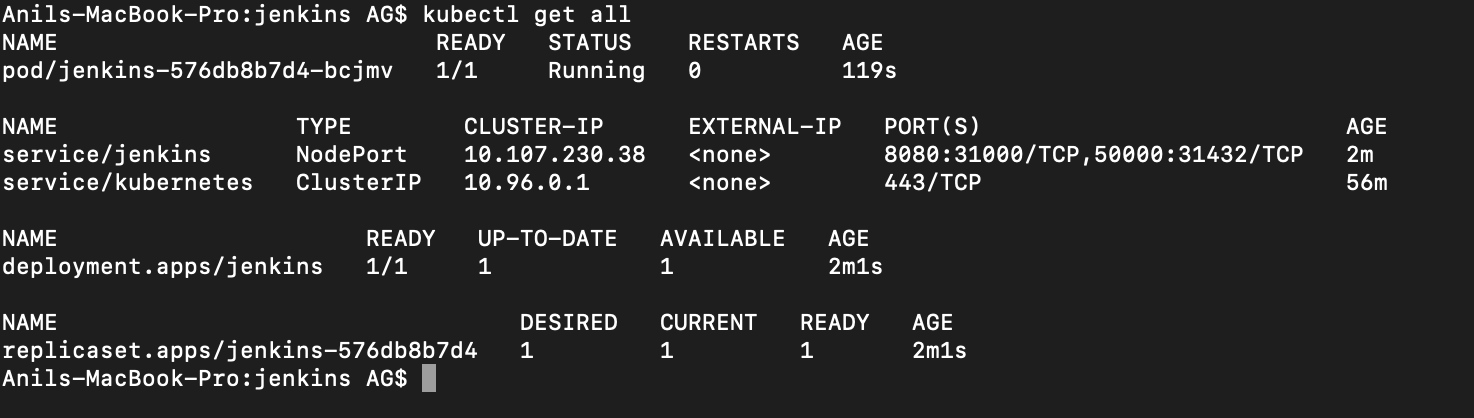 Anils-MacBook-Pro:jenkins AG$ kubectl get all
NAME                           READY   STATUS    RESTARTS   AGE
pod/jenkins-576db8b7d4-bcjmv   1/1     Running   0          119s

NAME                 TYPE        CLUSTER-IP      EXTERNAL-IP   PORT(S)                          AGE
service/jenkins      NodePort    10.107.230.38   <none>        8080:31000/TCP,50000:31432/TCP   2m
service/kubernetes   ClusterIP   10.96.0.1       <none>        443/TCP                          56m

NAME                      READY   UP-TO-DATE   AVAILABLE   AGE
deployment.apps/jenkins   1/1     1            1           2m1s

NAME                                 DESIRED   CURRENT   READY   AGE
replicaset.apps/jenkins-576db8b7d4   1         1         1       2m1s
Anils-MacBook-Pro:jenkins AG$